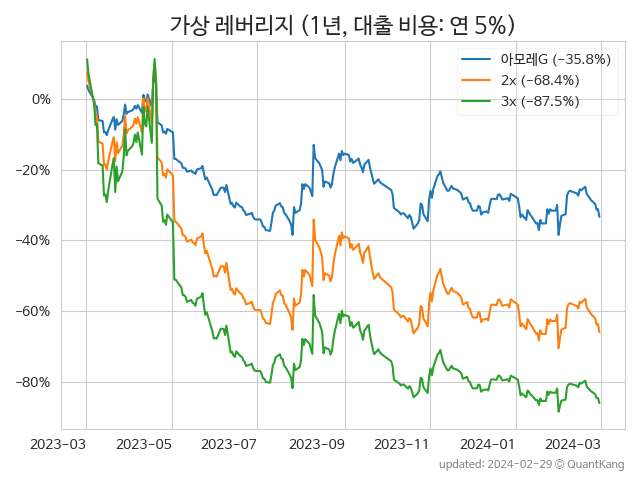 가상 레버리지 (1년, 대출 비용: 연 5%)
아모레G (-35.8%)
2x (-68.4%)
3x (-87.5%)
0%
-20%
-40%
-60%
-80%
2023-03 2023-05 2023-07 2023-09 2023-11 2024-01 2024-03
updated: 2024-02-29 © QuantKang